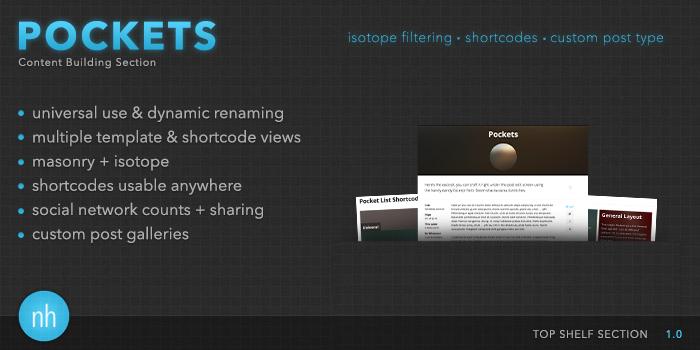 POCKETS
Content Building Section
isotope filtering • shortcodes • custom post type
• universal use & dynamic renaming
• multiple template & shortcode views
• masonry + isotope
• shortcodes usable anywhere
• social network counts + sharing
• custom post galleries
Pockets
Pocket List Shortcod
General Layout
nh
TOP SHELF SECTION 1.0